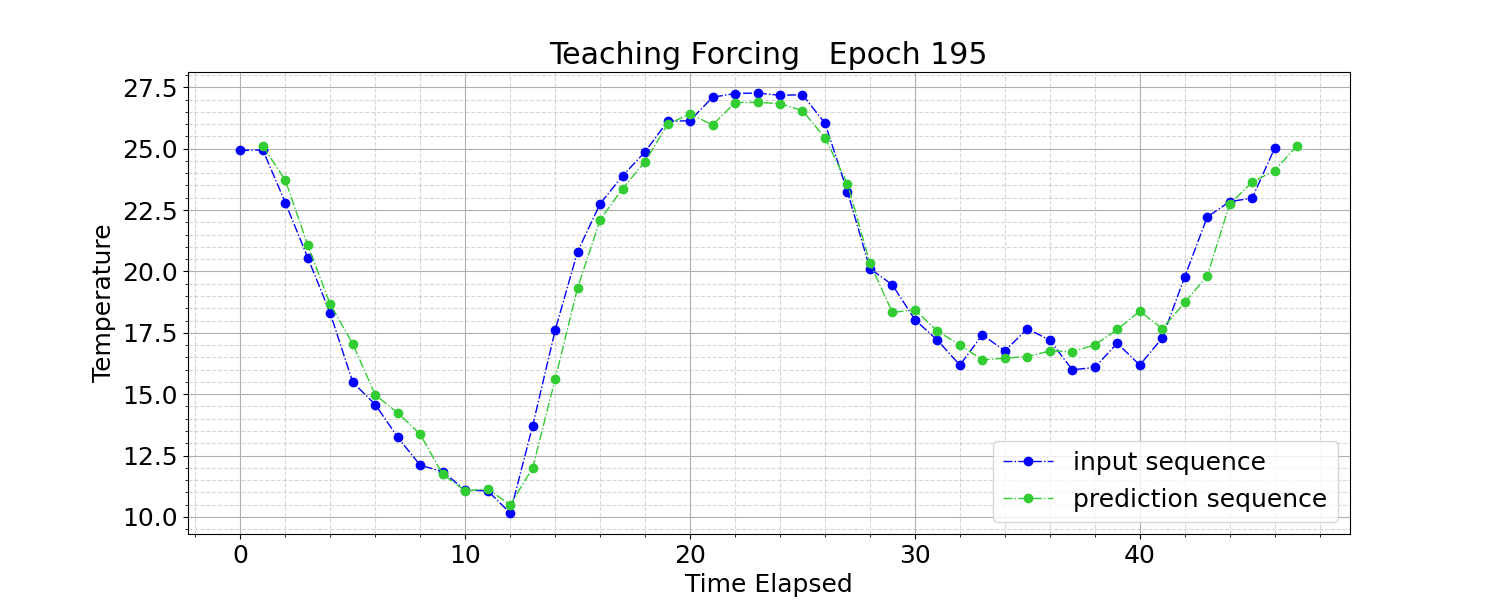 Teaching Forcing   Epoch 195
27.5
25.0
22.5
20.0
17.5
15.0
12.5
10.0
Temperature
input sequence
prediction sequence
0 10 20 30 40
Time Elapsed